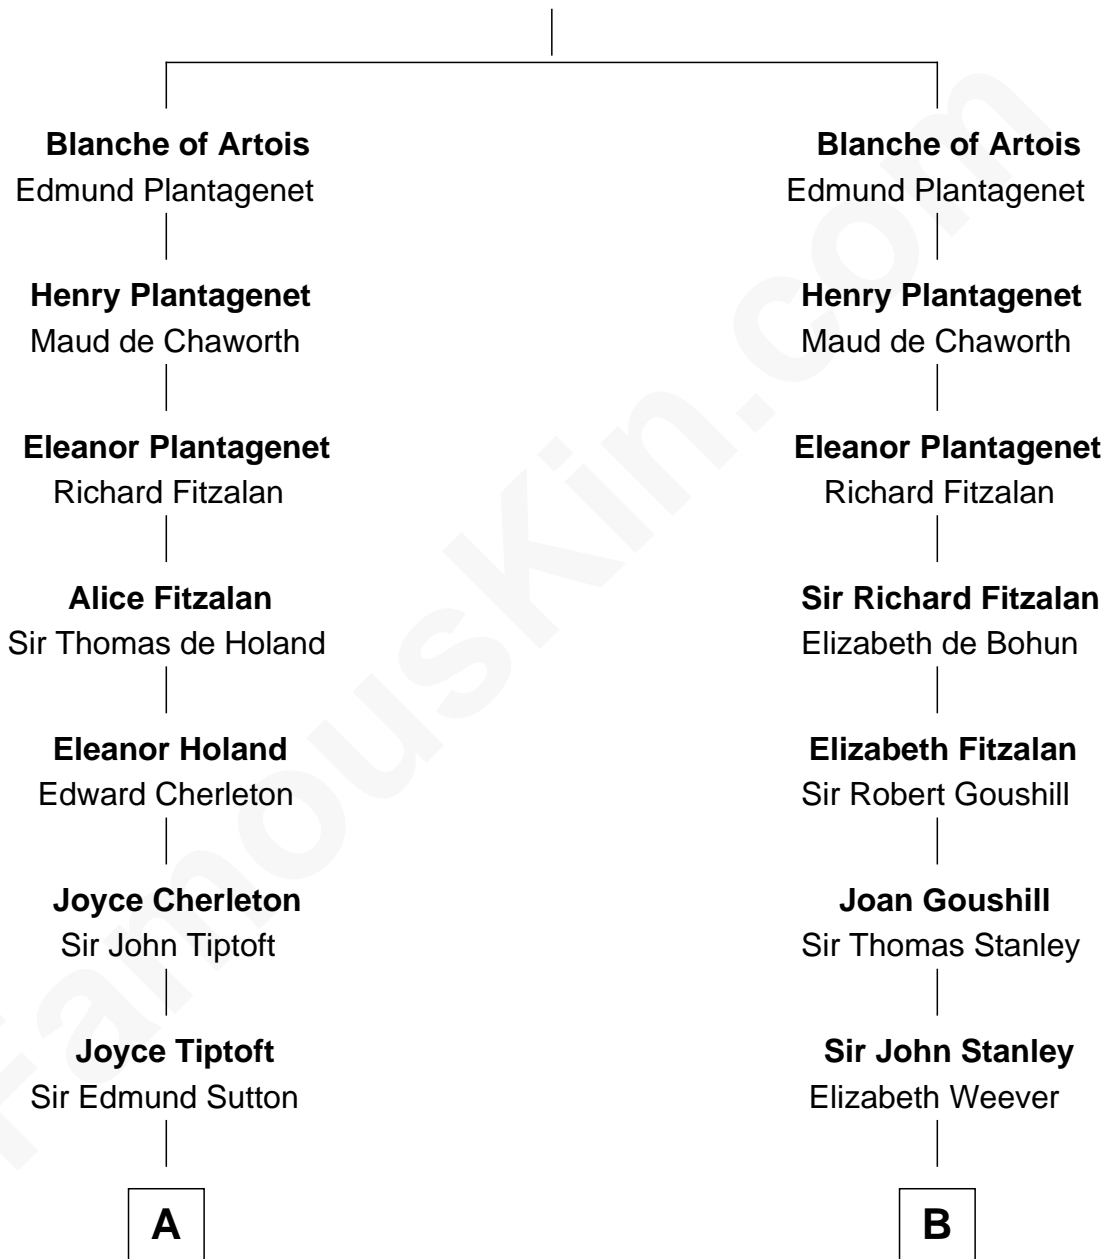 Blanche of Artois
Edmund Plantagenet
Henry Plantagenet
Maud de Chaworth
Eleanor Plantagenet
Richard Fitzalan
Alice Fitzalan
Sir Thomas de Holand
Eleanor Holand
Edward Cherleton
Joyce Cherleton
Sir John Tiptoft
Joyce Tiptoft
Sir Edmund Sutton
A
Blanche of Artois
Edmund Plantagenet
Henry Plantagenet
Maud de Chaworth
Eleanor Plantagenet
Richard Fitzalan
Sir Richard Fitzalan
Elizabeth de Bohun
Elizabeth Fitzalan
Sir Robert Goushill
Joan Goushill
Sir Thomas Stanley
Sir John Stanley
Elizabeth Weever
B
FamousKin.com